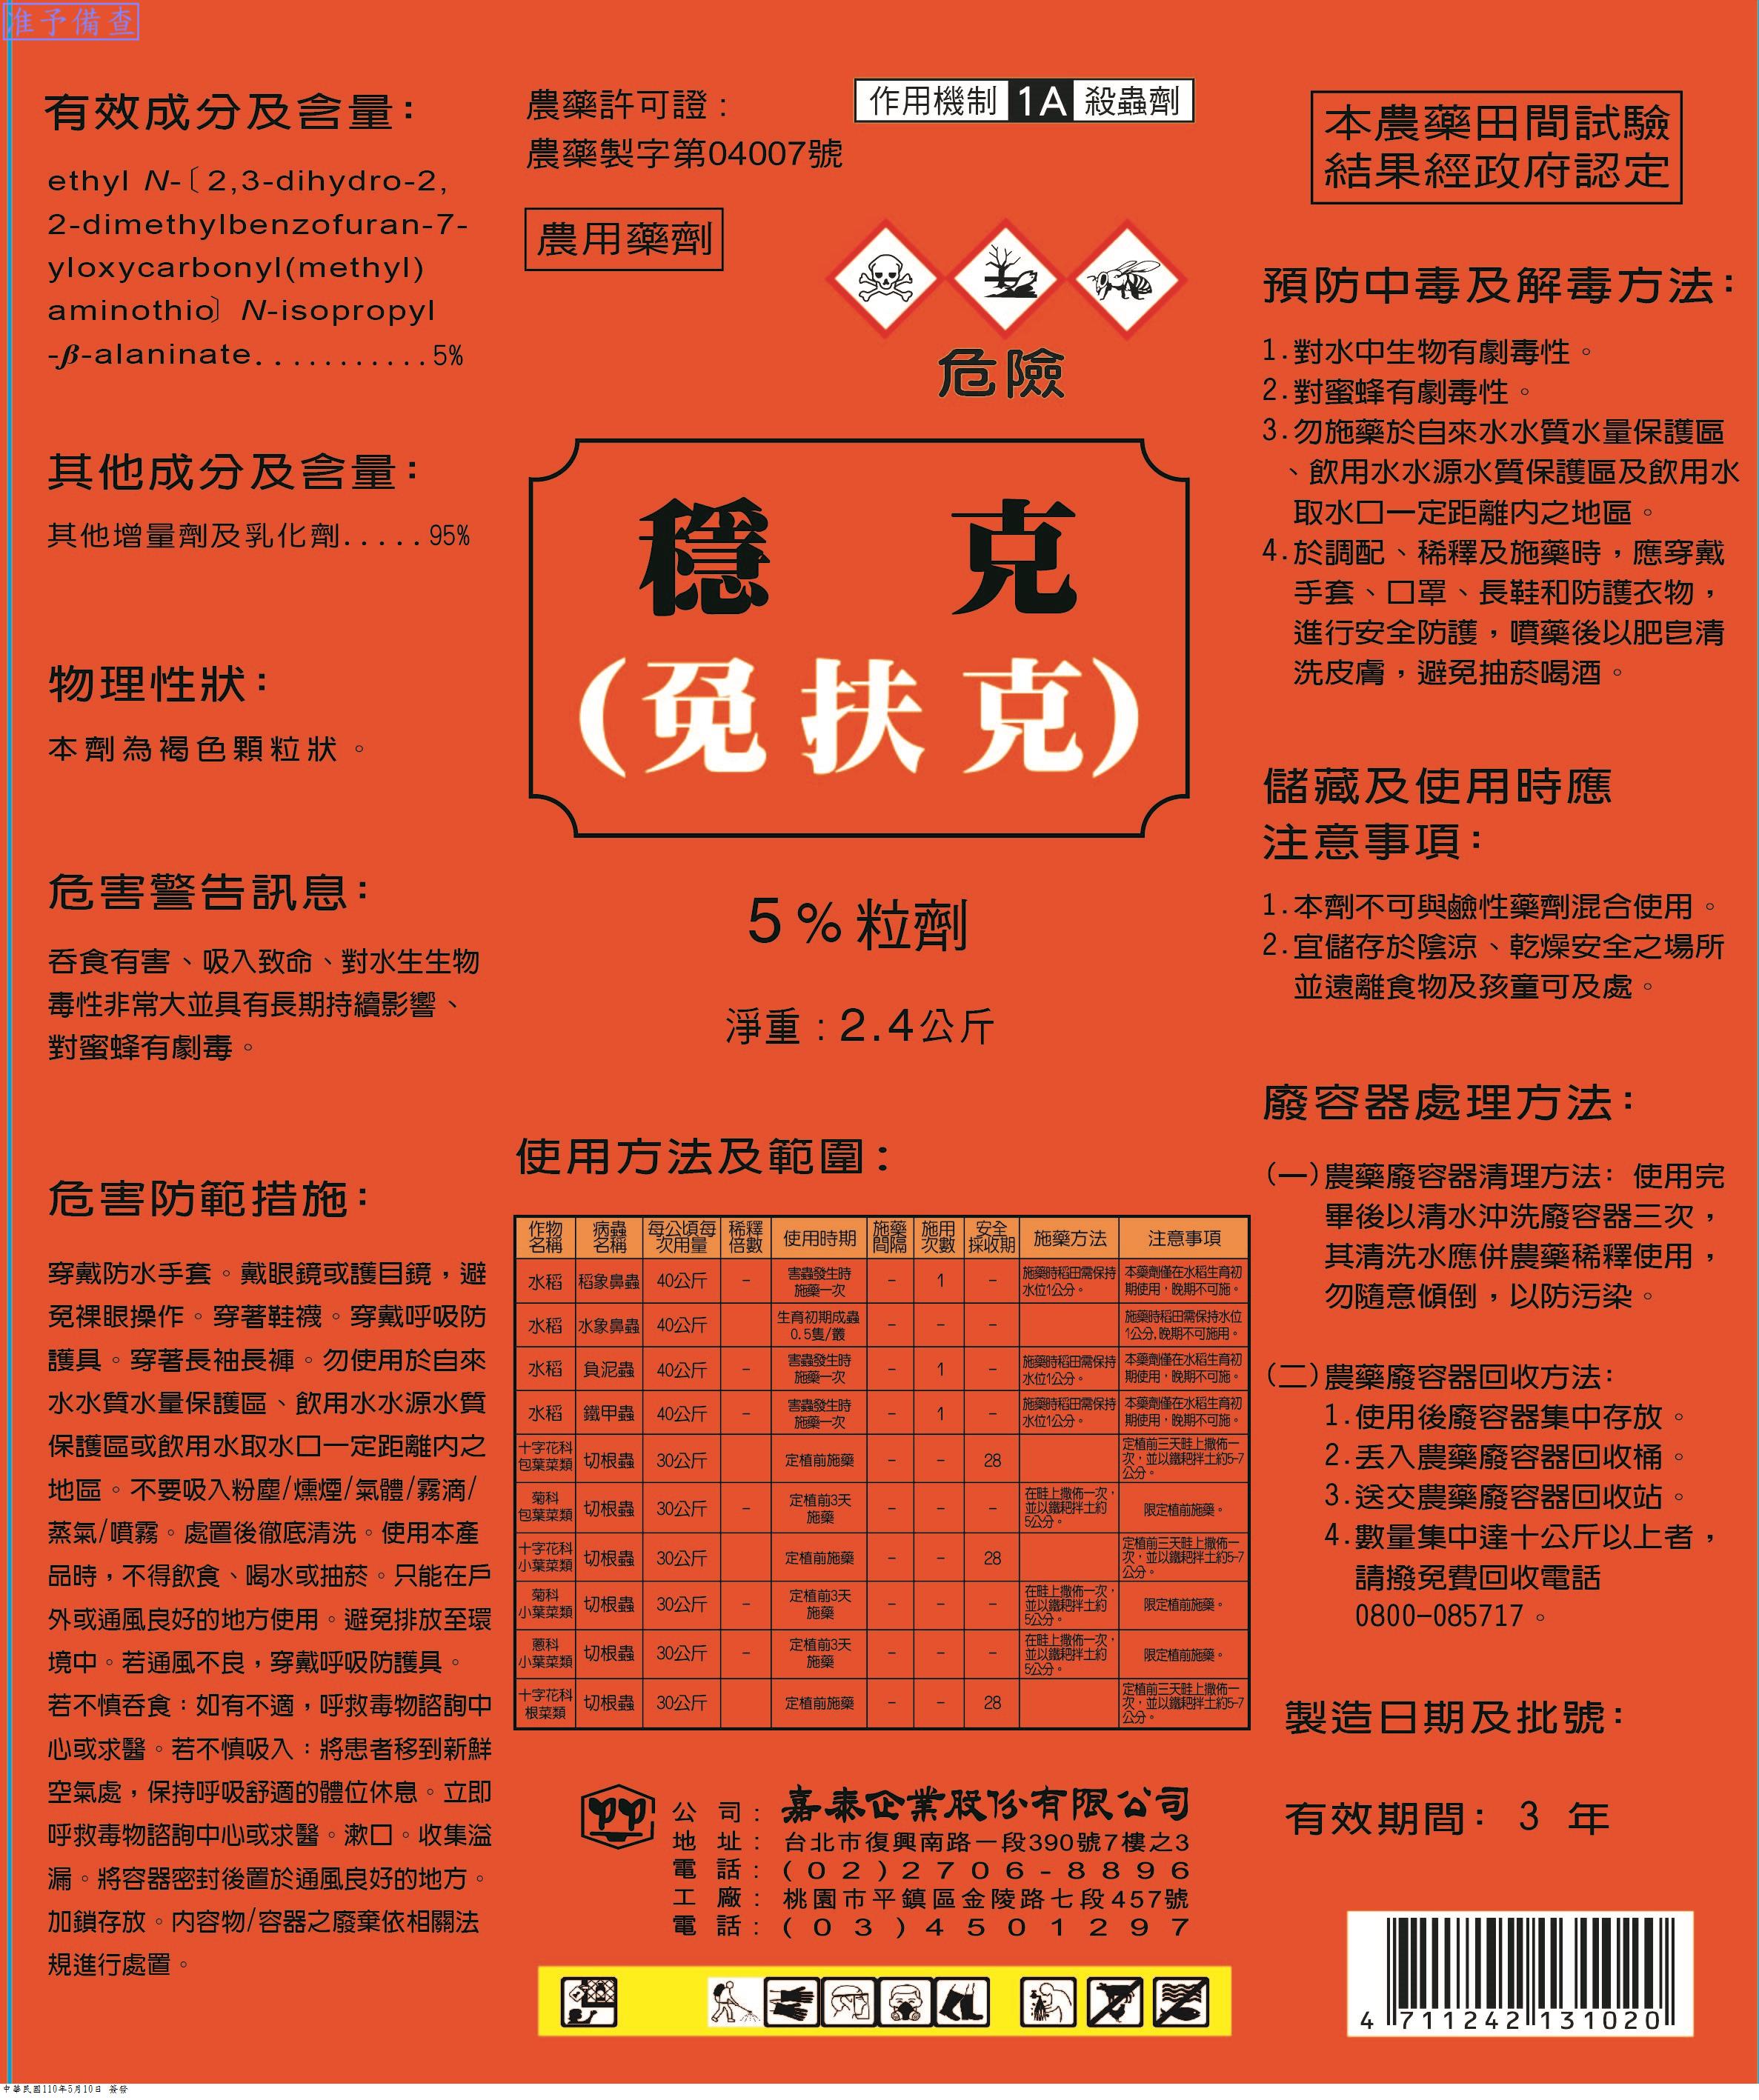 准予備查
有效成分及含量:
ethyl N-〔2,3-dihydro-2,
2-dimethylbenzofuran-7-
yloxycarbonyl(methyl)
aminothio〕N-isopropyl
-β-alaninate...........5%
其他成分及含量:
其他增量劑及乳化劑.....95%
物理性狀:
本劑為褐色顆粒狀。
危害警告訊息:
吞食有害、吸入致命、對水生生物
毒性非常大並具有長期持續影響、
對蜜蜂有劇毒。
危害防範措施:
穿戴防水手套。戴眼鏡或護目鏡，避
免裸眼操作。穿著鞋襪。穿戴呼吸防
護具。穿著長袖長褲。勿使用於自來
水水質水量保護區、飲用水水源水質
保護區或飲用水取水口一定距離內之
地區。不要吸入粉塵/燻煙/氣體/霧滴/
蒸氣/噴霧。處置後徹底清洗。使用本產
品時，不得飲食、喝水或抽菸。只能在戶
外或通風良好的地方使用。避免排放至環
境中。若通風不良，穿戴呼吸防護具。
若不慎吞食：如有不適，呼救毒物諮詢中
心或求醫。若不慎吸入：將患者移到新鮮
空氣處，保持呼吸舒適的體位休息。立即
呼救毒物諮詢中心或求醫。漱口。收集溢
漏。將容器密封後置於通風良好的地方。
加鎖存放。內容物/容器之廢棄依相關法
規進行處置。
農藥許可證：
農藥製字第04007號
作用機制 1A 殺蟲劑
農用藥劑
危險
穩 克
(免扶克)
5%粒劑
淨重：2.4公斤
使用方法及範圍:
作物名稱 病蟲名稱 每公頃每次用量 稀釋倍數 使用時期 施藥間隔 施用次數 安全採收期 施藥方法 注意事項
水稻 稻象鼻蟲 40公斤 － 害蟲發生時施藥一次 － 1 － 施藥時稻田需保持水位1公分。 本藥劑僅在水稻生育初期使用，晚期不可施。
水稻 水象鼻蟲 40公斤 生育初期成蟲0.5隻/叢 － － － 施藥時稻田需保持水位1公分,晚期不可施用。
水稻 負泥蟲 40公斤 － 害蟲發生時施藥一次 － 1 － 施藥時稻田需保持水位1公分。 本藥劑僅在水稻生育初期使用，晚期不可施。
水稻 鐵甲蟲 40公斤 － 害蟲發生時施藥一次 － 1 － 施藥時稻田需保持水位1公分。 本藥劑僅在水稻生育初期使用，晚期不可施。
十字花科包葉菜類 切根蟲 30公斤 定植前施藥 － － 28 定植前三天畦上撒佈一次，並以鐵耙拌土約5-7公分。
菊科包葉菜類 切根蟲 30公斤 － 定植前3天施藥 － － － 在畦上撒佈一次，並以鐵耙拌土約5公分。 限定植前施藥。
十字花科小葉菜類 切根蟲 30公斤 定植前施藥 － － 28 定植前三天畦上撒佈一次，並以鐵耙拌土約5-7公分。
菊科小葉菜類 切根蟲 30公斤 － 定植前3天施藥 － － － 在畦上撒佈一次，並以鐵耙拌土約5公分。 限定植前施藥。
蔥科小葉菜類 切根蟲 30公斤 － 定植前3天施藥 － － － 在畦上撒佈一次，並以鐵耙拌土約5公分。 限定植前施藥。
十字花科根菜類 切根蟲 30公斤 定植前施藥 － － 28 定植前三天畦上撒佈一次，並以鐵耙拌土約5-7公分。
公 司：嘉泰企業股份有限公司
地 址：台北市復興南路一段390號7樓之3
電 話：(02)2706-8896
工 廠：桃園市平鎮區金陵路七段457號
電 話：(03)4501297
本農藥田間試驗
結果經政府認定
預防中毒及解毒方法:
1.對水中生物有劇毒性。
2.對蜜蜂有劇毒性。
3.勿施藥於自來水水質水量保護區
、飲用水水源水質保護區及飲用水
取水口一定距離內之地區。
4.於調配、稀釋及施藥時，應穿戴
手套、口罩、長鞋和防護衣物，
進行安全防護，噴藥後以肥皂清
洗皮膚，避免抽菸喝酒。
儲藏及使用時應
注意事項:
1.本劑不可與鹼性藥劑混合使用。
2.宜儲存於陰涼、乾燥安全之場所
並遠離食物及孩童可及處。
廢容器處理方法:
(一)農藥廢容器清理方法: 使用完
畢後以清水沖洗廢容器三次，
其清洗水應併農藥稀釋使用，
勿隨意傾倒，以防污染。
(二)農藥廢容器回收方法:
1.使用後廢容器集中存放。
2.丟入農藥廢容器回收桶。
3.送交農藥廢容器回收站。
4.數量集中達十公斤以上者，
請撥免費回收電話
0800-085717。
製造日期及批號:
有效期間: 3 年
4 711242 131020
中華民國110年5月10日 簽發